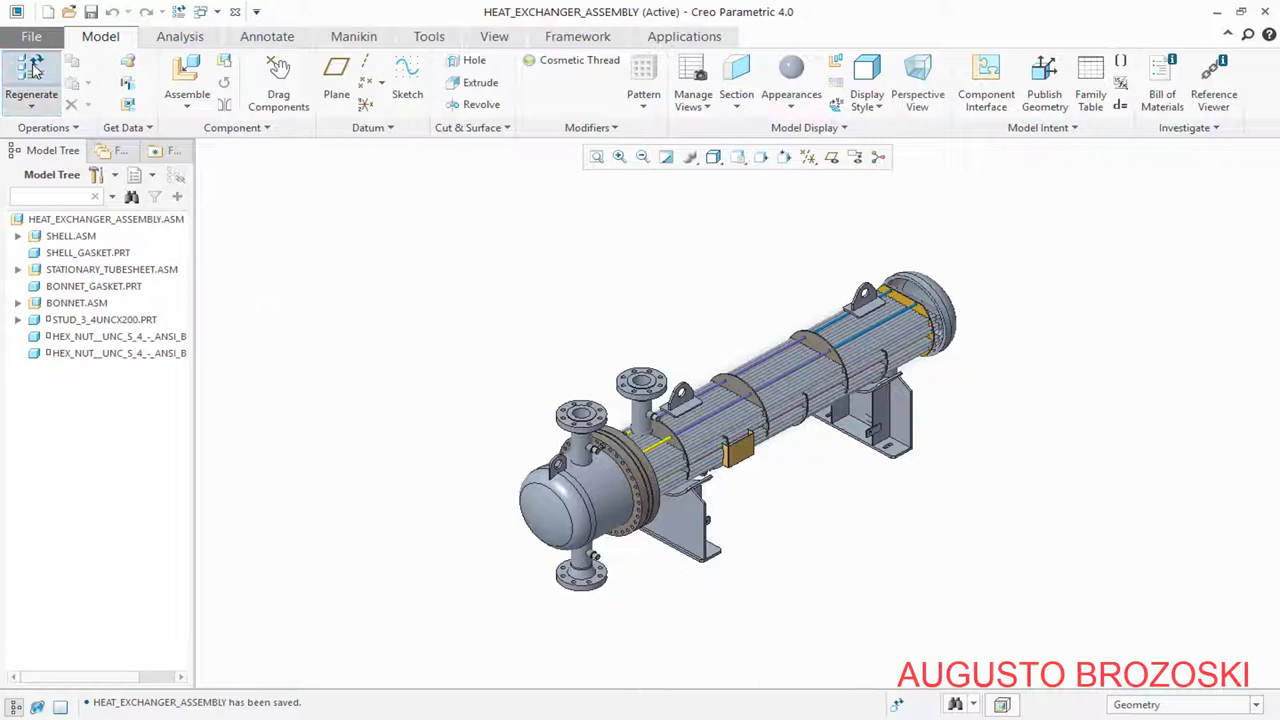 HEAT_EXCHANGER_ASSEMBLY (Active) - Creo Parametric 4.0
File Model Analysis Annotate Manikin Tools View Framework Applications
Regenerate
Operations
Get Data
Assemble
Drag Components
Component
Plane
Sketch
Datum
Hole
Extrude
Revolve
Cut & Surface
Cosmetic Thread
Pattern
Modifiers
Manage Views
Section
Appearances
Display Style
Perspective View
Model Display
Component Interface
Publish Geometry
Family Table
Model Intent
Bill of Materials
Reference Viewer
Investigate
Model Tree F... F...
Model Tree
HEAT_EXCHANGER_ASSEMBLY.ASM
SHELL.ASM
SHELL_GASKET.PRT
STATIONARY_TUBESHEET.ASM
BONNET_GASKET.PRT
BONNET.ASM
STUD_3_4UNCX200.PRT
HEX_NUT__UNC_S_4_-_ANSI_B
HEX_NUT__UNC_S_4_-_ANSI_B
AUGUSTO BROZOSKI
• HEAT_EXCHANGER_ASSEMBLY has been saved.
Geometry